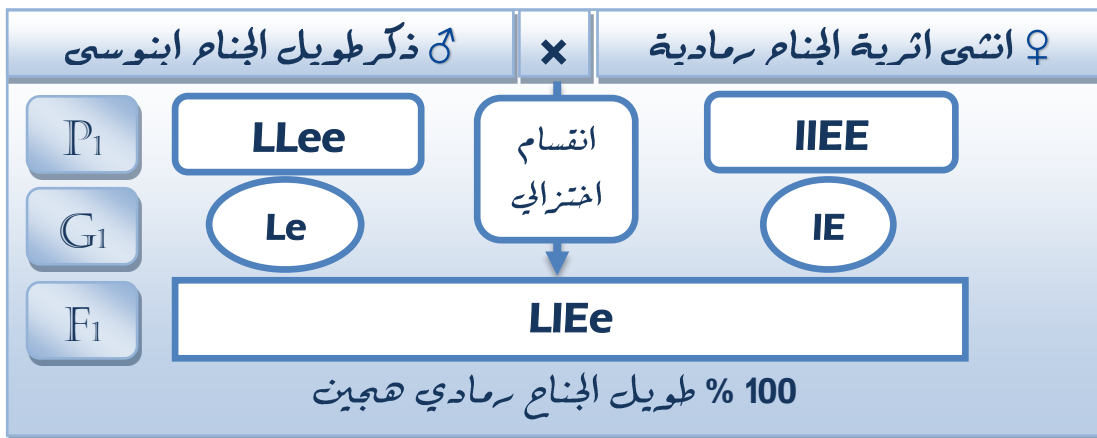 ♀ انثى اثرية الجناح رمادية × ♂ ذكر طويل الجناح ابنوسى
P1
LLee
انقسام
اختزالي
llEE
G1
Le
lE
F1
LlEe
100 % طويل الجناح رمادي هجين